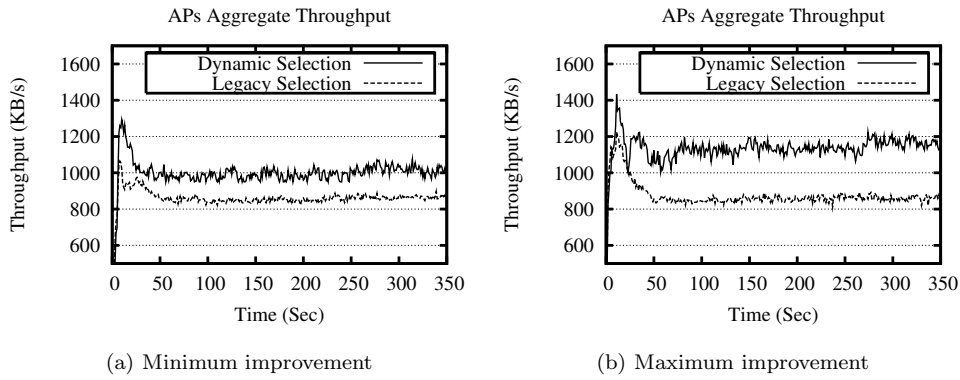 APs Aggregate Throughput
1600
1400
1200
1000
800
600
Throughput (KB/s)
Dynamic Selection
Legacy Selection
0 50 100 150 200 250 300 350
Time (Sec)
(a) Minimum improvement
APs Aggregate Throughput
1600
1400
1200
1000
800
600
Throughput (KB/s)
Dynamic Selection
Legacy Selection
0 50 100 150 200 250 300 350
Time (Sec)
(b) Maximum improvement